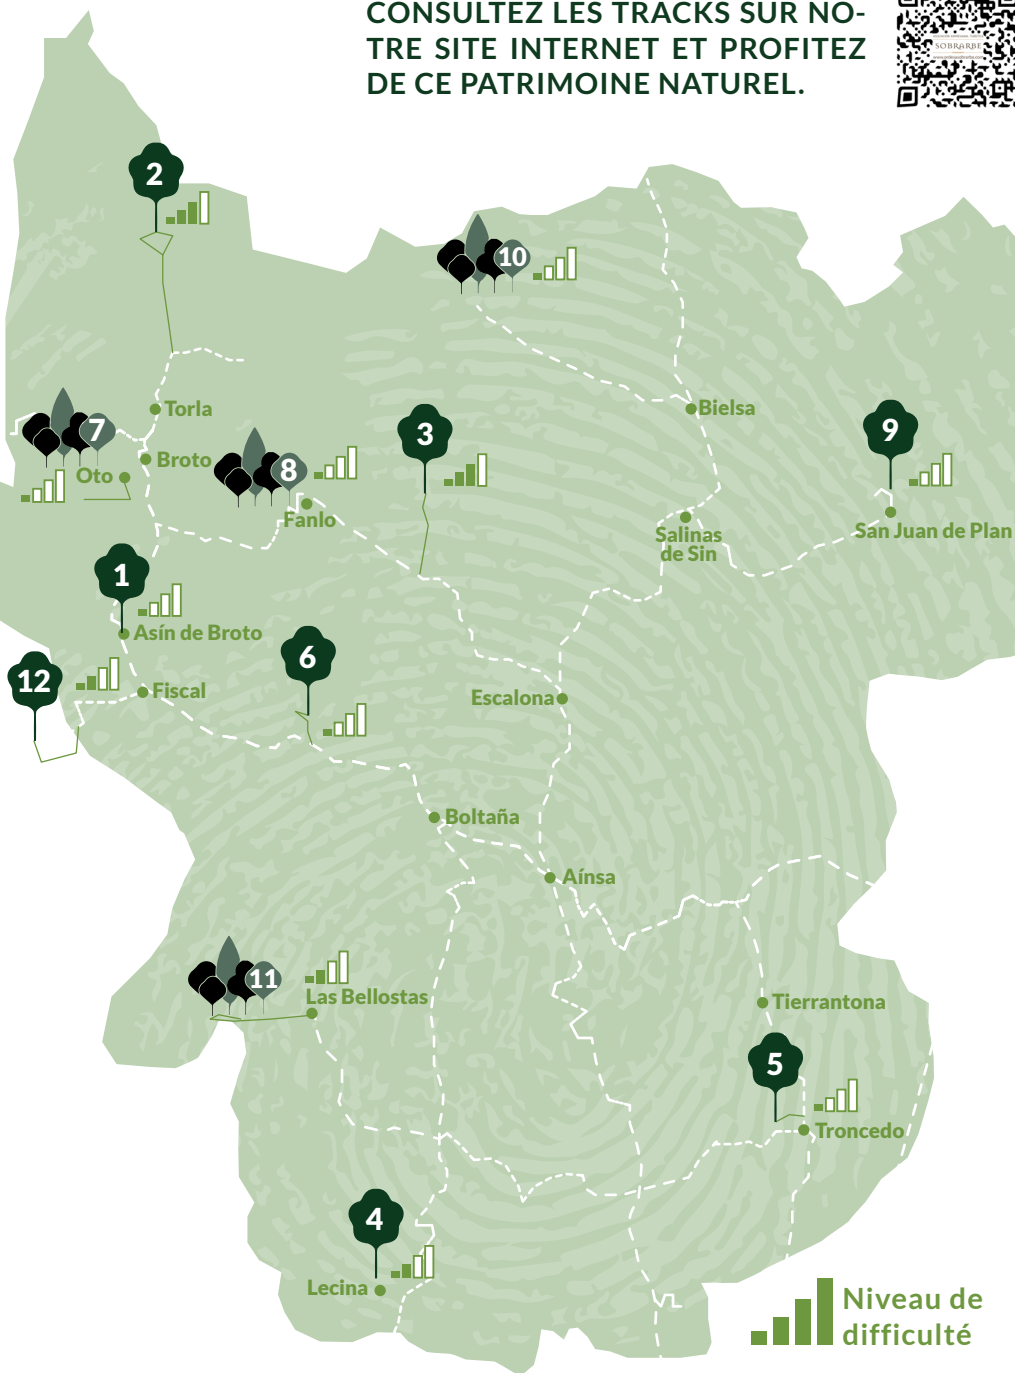 CONSULTEZ LES TRACKS SUR NO-
TRE SITE INTERNET ET PROFITEZ
DE CE PATRIMOINE NATUREL.
SOBRARBE
2
10
Torla
Bielsa
7
3
9
Broto
8
Oto
Fanlo
San Juan de Plan
Salinas
de Sin
1
Asín de Broto
6
12
Fiscal
Escalona
Boltaña
Aínsa
11
Las Bellostas
Tierrantona
5
Troncedo
4
Lecina
Niveau de
difficulté